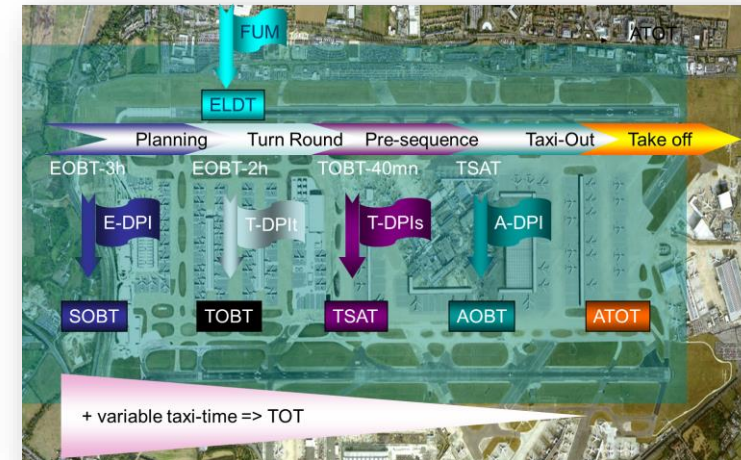 FUM
ATOT
ELDT
Planning Turn Round Pre-sequence Taxi-Out Take off
EOBT-3h EOBT-2h TOBT-40mn TSAT
E-DPI T-DPIt T-DPIs A-DPI
SOBT TOBT TSAT AOBT ATOT
+ variable taxi-time => TOT